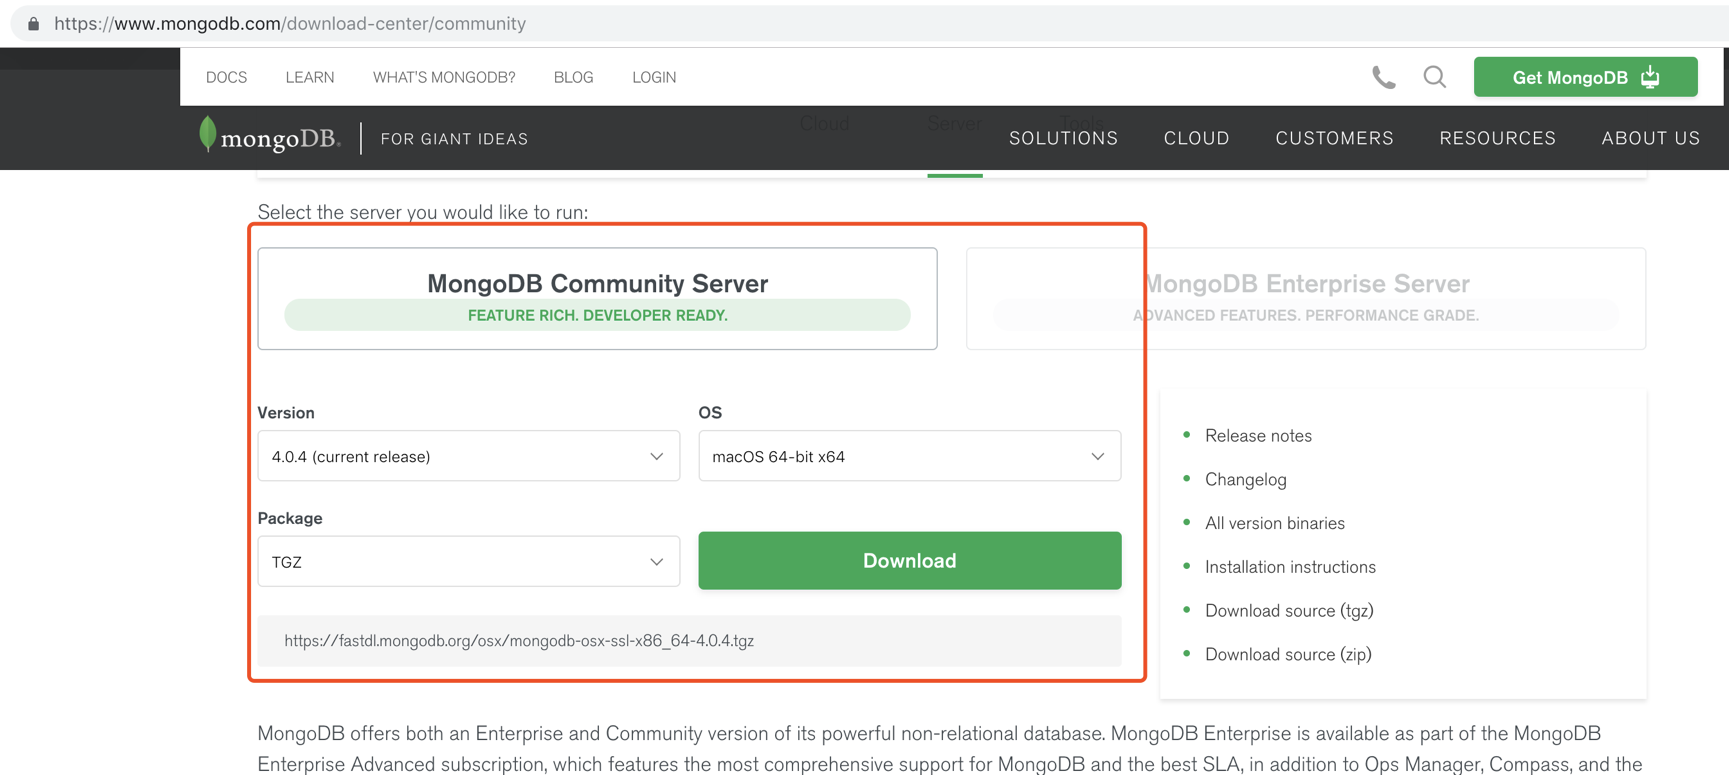 https://www.mongodb.com/download-center/community
DOCS LEARN WHAT'S MONGODB? BLOG LOGIN Get MongoDB
Cloud Server Tools
mongoDB. FOR GIANT IDEAS SOLUTIONS CLOUD CUSTOMERS RESOURCES ABOUT US
Select the server you would like to run:
MongoDB Community Server
FEATURE RICH. DEVELOPER READY.
MongoDB Enterprise Server
ADVANCED FEATURES. PERFORMANCE GRADE.
Version
4.0.4 (current release)
OS
macOS 64-bit x64
Package
TGZ
Download
https://fastdl.mongodb.org/osx/mongodb-osx-ssl-x86_64-4.0.4.tgz
Release notes
Changelog
All version binaries
Installation instructions
Download source (tgz)
Download source (zip)
MongoDB offers both an Enterprise and Community version of its powerful non-relational database. MongoDB Enterprise is available as part of the MongoDB
Enterprise Advanced subscription, which features the most comprehensive support for MongoDB and the best SLA, in addition to Ops Manager, Compass, and the